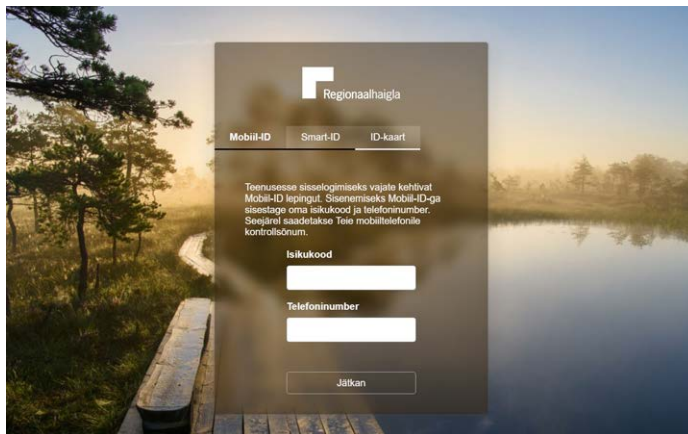 Regionaalhaigla
Mobiil-ID Smart-ID ID-kaart
Teenusesse sisselogimiseks vajate kehtivat
Mobiil-ID lepingut. Sisenemiseks Mobiil-ID-ga
sisestage oma isikukood ja telefoninumber.
Seejärel saadetakse Teie mobiiltelefonile
kontrollsõnum.
Isikukood
Telefoninumber
Jätkan